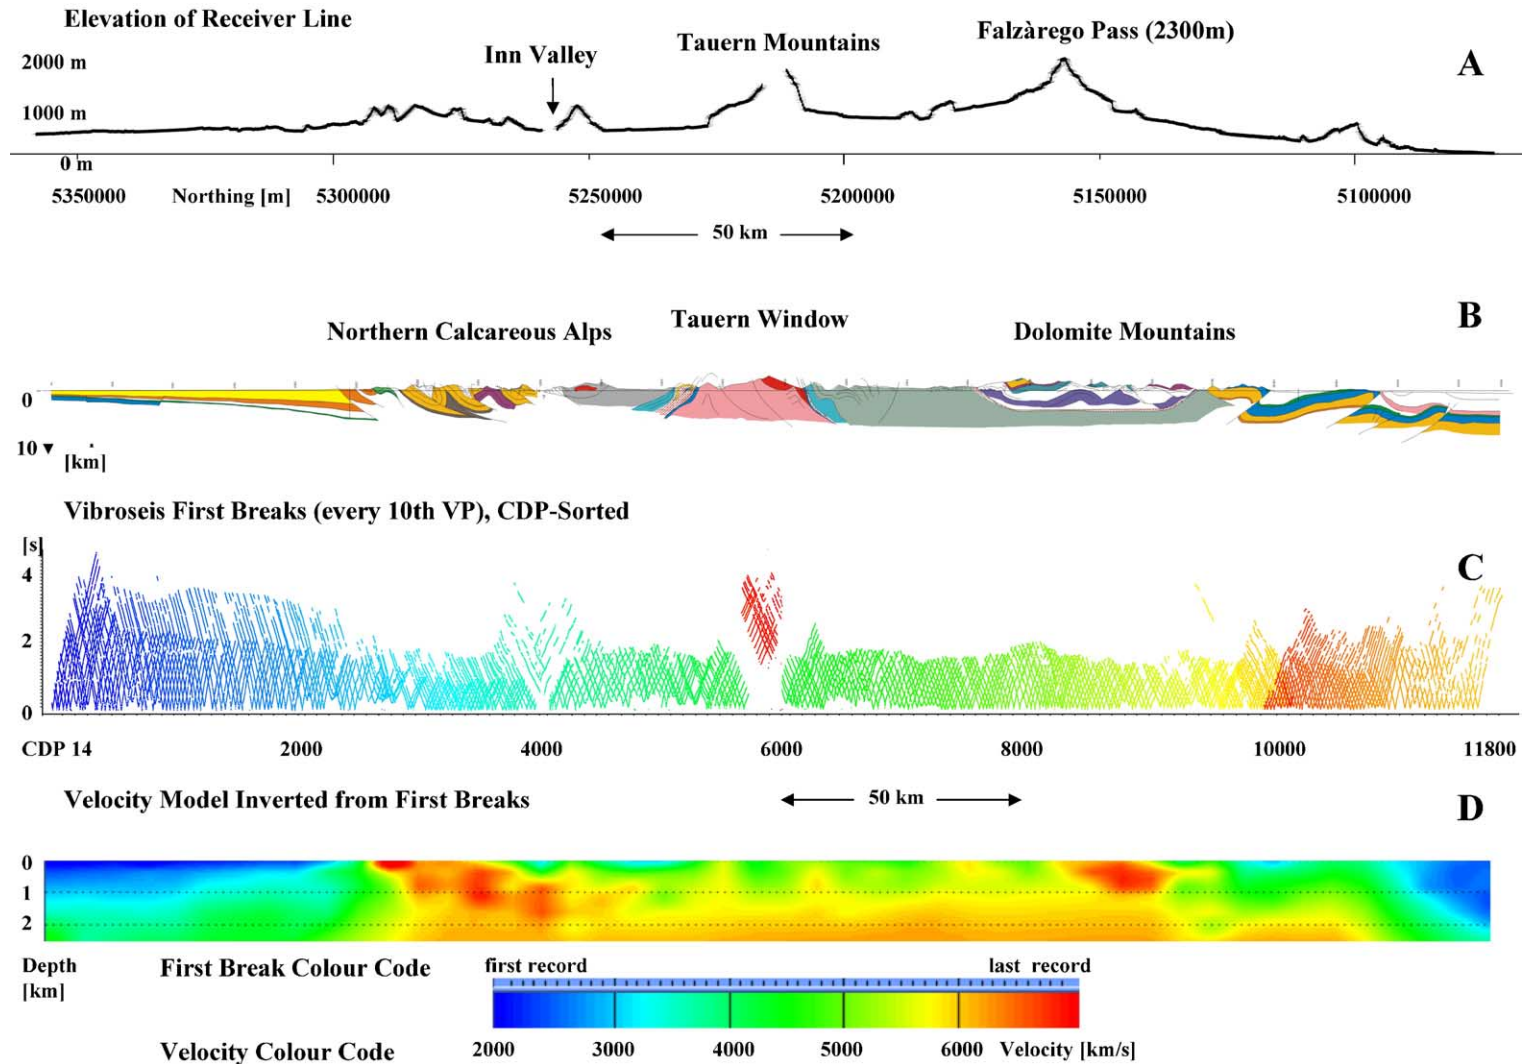 Elevation of Receiver Line
A
2000 m
1000 m
0 m
Inn Valley
Tauern Mountains
Falzàrego Pass (2300m)
5350000 Northing [m] 5300000 5250000 5200000 5150000 5100000
50 km
B
Northern Calcareous Alps
Tauern Window
Dolomite Mountains
0
10
[km]
Vibroseis First Breaks (every 10th VP), CDP-Sorted
C
[s]
4
2
0
CDP 14 2000 4000 6000 8000 10000 11800
Velocity Model Inverted from First Breaks
50 km
D
0
1
2
Depth
[km]
First Break Colour Code
first record last record
Velocity Colour Code
2000 3000 4000 5000 6000 Velocity [km/s]